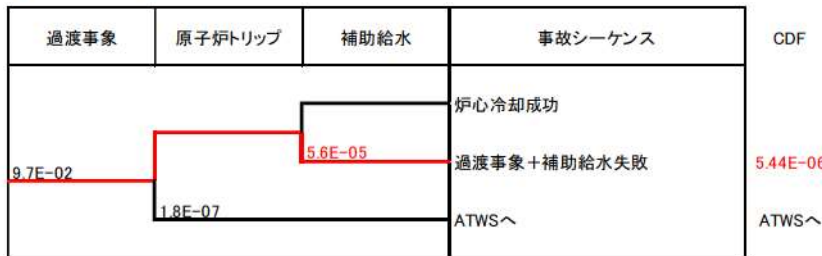 過渡事象 原子炉トリップ 補助給水 事故シーケンス CDF
炉心冷却成功
5.6E-05 過渡事象+補助給水失敗 5.44E-06
9.7E-02
1.8E-07 ATWSへ ATWSへ